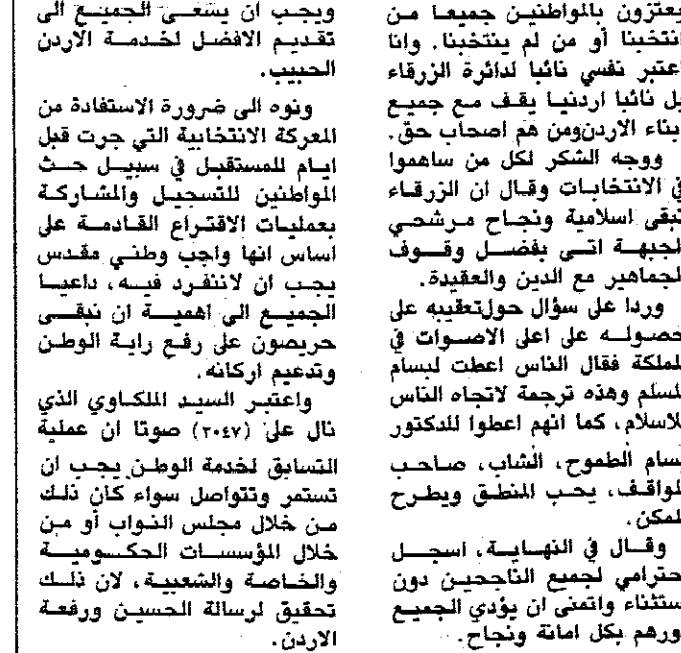 يعتزون بالمواطنين جميعا من
انتخبنا أو من لم ينتخبنا. وانا
اعتبر نفسي نائبا لدائرة الزرقاء
بل نائبا اردنيا يقف مع جميع
ابناء الاردنومن هم اصحاب حق.
ووجه الشكر لكل من ساهموا
في الانتخابات وقال ان الزرقاء
تبقى اسلامية ونجاح مرشحي
الجبهة اتى بفضل وقوف
الجماهير مع الدين والعقيدة.
وردا على سؤال حولتعقيبه على
حصوله على اعلى الاصوات في
المملكة فقال الناس اعطت لبسام
المسلم وهذه ترجمة لاتجاه الناس
للاسلام، كما انهم اعطوا للدكتور
بسام الطموح، الشاب، صاحب
المواقف، يحب المنطق ويطرح
الممكن.
وقال في النهاية، اسجل
احترامي لجميع الناجحين دون
استثناء واتمنى ان يؤدي الجميع
دورهم بكل امانة ونجاح.
ويجب ان يسعى الجميع الى
تقديم الافضل لخدمة الاردن
الحبيب.
ونوه الى ضرورة الاستفادة من
المعركة الانتخابية التي جرت قبل
ايام للمستقبل في سبيل حث
المواطنين للتسجيل والمشاركة
بعمليات الاقتراع القادمة على
اساس انها واجب وطني مقدس
يجب ان لاننفرد فيه، داعيا
الجميع الى اهمية ان نبقى
حريصون على رفع راية الوطن
وتدعيم اركانه.
واعتبر السيد الملكاوي الذي
نال على (٢٠٤٧) صوتا ان عملية
التسابق لخدمة الوطن يجب ان
تستمر وتتواصل سواء كان ذلك
من خلال مجلس النواب أو من
خلال المؤسسات الحكومية
والخاصة والشعبية، لان ذلك
تحقيق لرسالة الحسين ورفعة
الاردن.